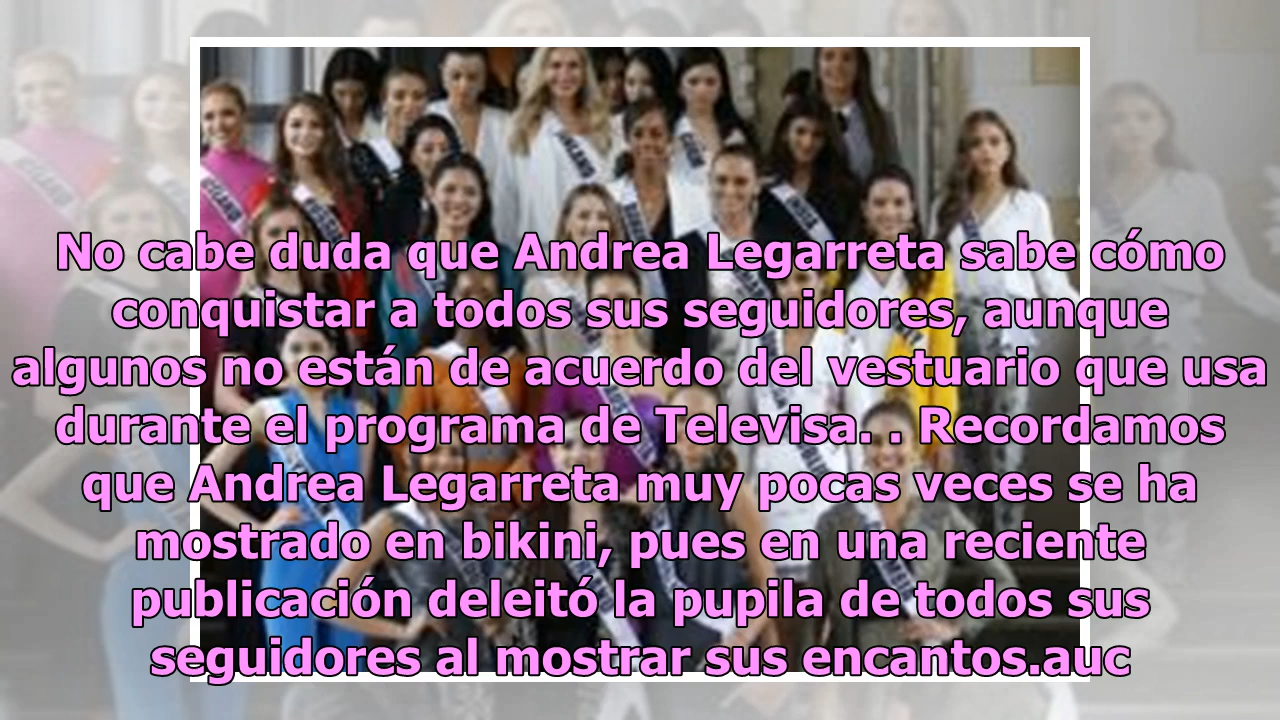 No cabe duda que Andrea Legarreta sabe cómo
conquistar a todos sus seguidores, aunque
algunos no están de acuerdo del vestuario que usa
durante el programa de Televisa. . Recordamos
que Andrea Legarreta muy pocas veces se ha
mostrado en bikini, pues en una reciente
publicación deleitó la pupila de todos sus
seguidores al mostrar sus encantos.auc